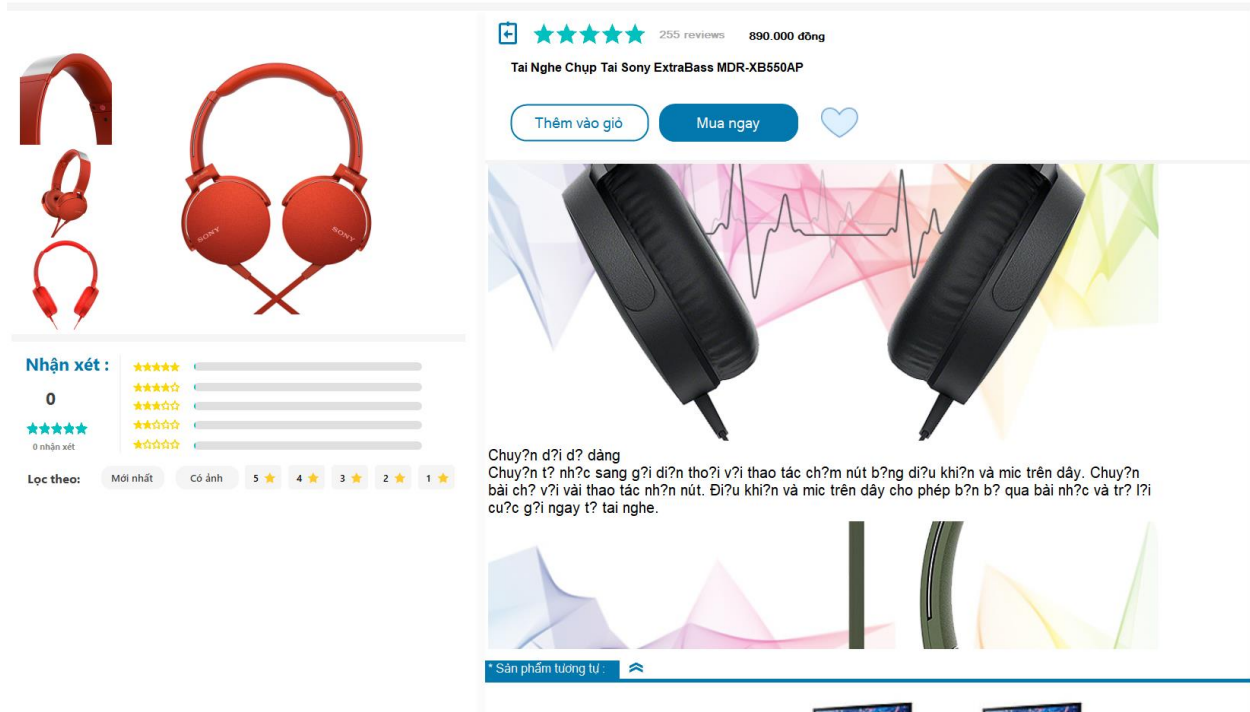 255 reviews 890.000 đồng
Tai Nghe Chụp Tai Sony ExtraBass MDR-XB550AP
Thêm vào giỏ Mua ngay
SONY SONY
Nhận xét :
0
0 nhận xét
Lọc theo: Mới nhất Có ảnh 5 4 3 2 1
Chuy?n d?i d? dàng
Chuy?n t? nh?c sang g?i di?n tho?i v?i thao tác ch?m nút b?ng di?u khi?n và mic trên dây. Chuy?n
bài ch? v?i vài thao tác nh?n nút. Đi?u khi?n và mic trên dây cho phép b?n b? qua bài nh?c và tr? l?i
cu?c g?i ngay t? tai nghe.
* Sản phẩm tương tự :